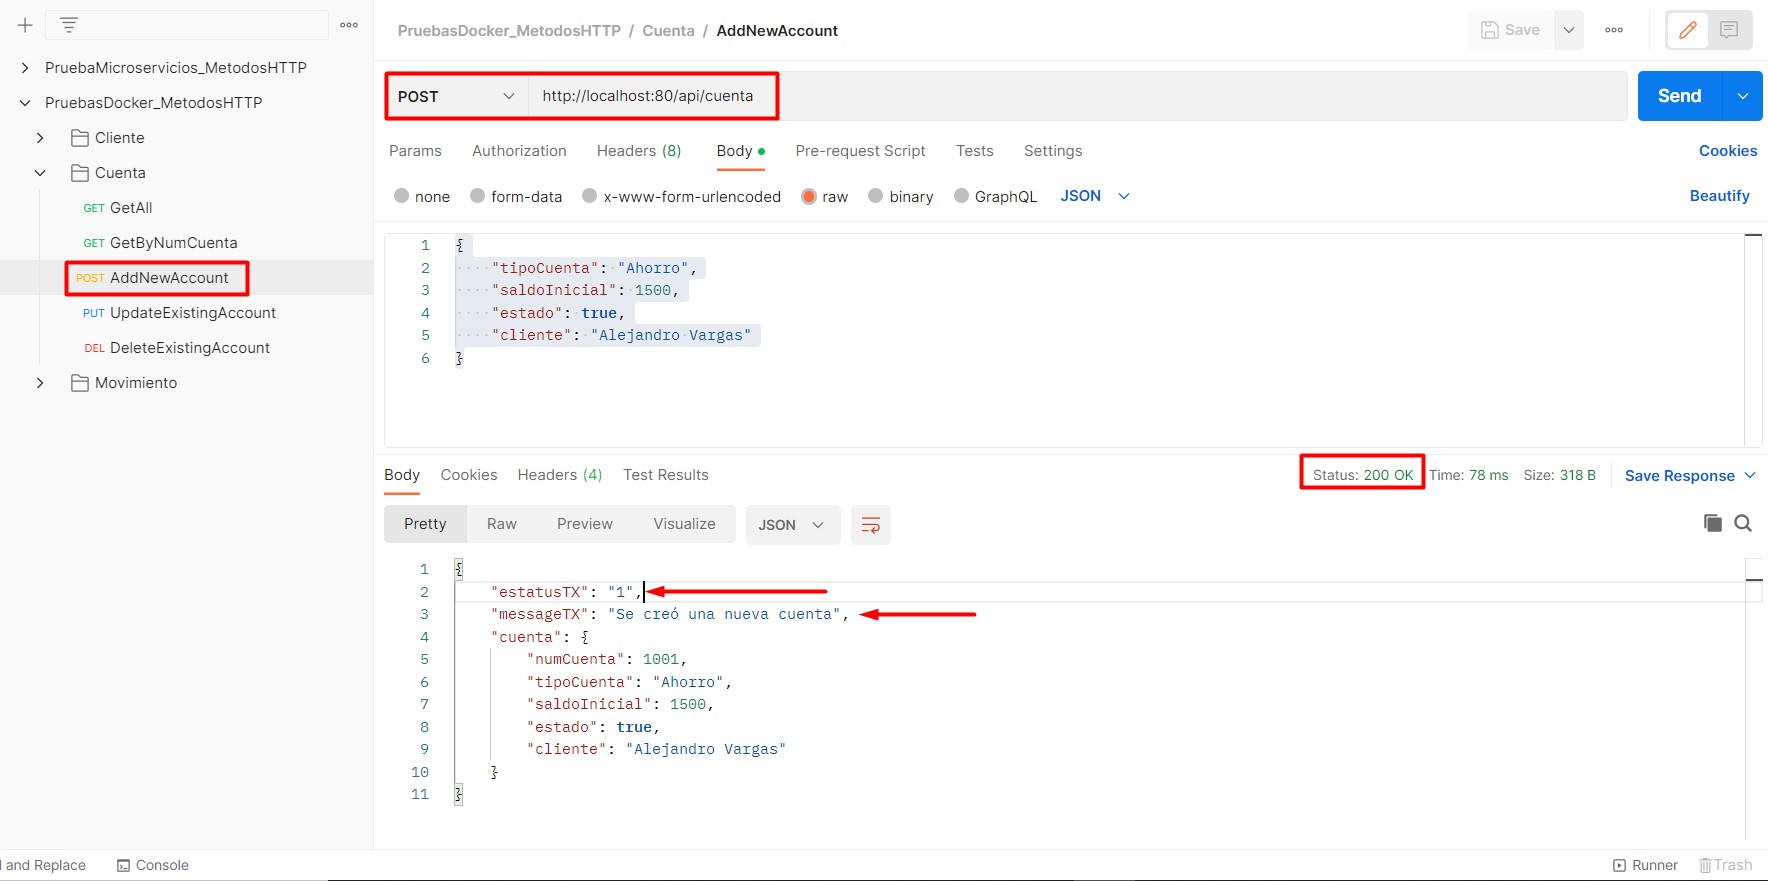 PruebaMicroservicios_MetodosHTTP
PruebasDocker_MetodosHTTP
Cliente
Cuenta
GET GetAll
GET GetByNumCuenta
POST AddNewAccount
PUT UpdateExistingAccount
DEL DeleteExistingAccount
Movimiento
PruebasDocker_MetodosHTTP / Cuenta / AddNewAccount
Save
POST http://localhost:80/api/cuenta
Send
Params Authorization Headers (8) Body Pre-request Script Tests Settings Cookies
none form-data x-www-form-urlencoded raw binary GraphQL JSON Beautify
1 {
2 "tipoCuenta": "Ahorro",
3 "saldoInicial": 1500,
4 "estado": true,
5 "cliente": "Alejandro Vargas"
6 }
Body Cookies Headers (4) Test Results Status: 200 OK Time: 78 ms Size: 318 B Save Response
Pretty Raw Preview Visualize JSON
1 {
2 "estatusTX": "1",
3 "messageTX": "Se creó una nueva cuenta",
4 "cuenta": {
5 "numCuenta": 1001,
6 "tipoCuenta": "Ahorro",
7 "saldoInicial": 1500,
8 "estado": true,
9 "cliente": "Alejandro Vargas"
10 }
11 }
and Replace Console Runner Trash